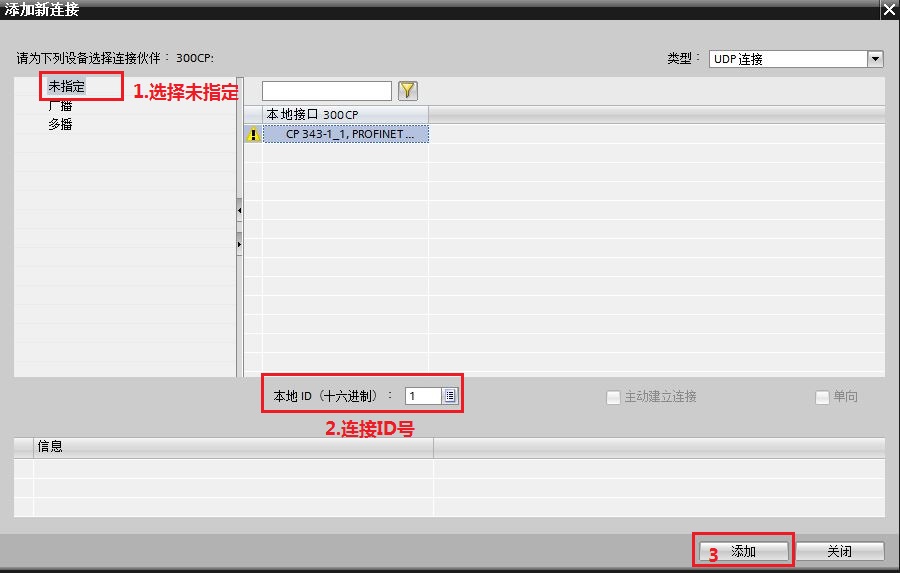 添加新连接
请为下列设备选择连接伙伴： 300CP:
类型： UDP 连接
未指定
1.选择未指定
广播
多播
本地接口 300CP
CP 343-1_1, PROFINET ...
本地 ID（十六进制）： 1
主动建立连接
单向
2.连接ID号
信息
3 添加
关闭